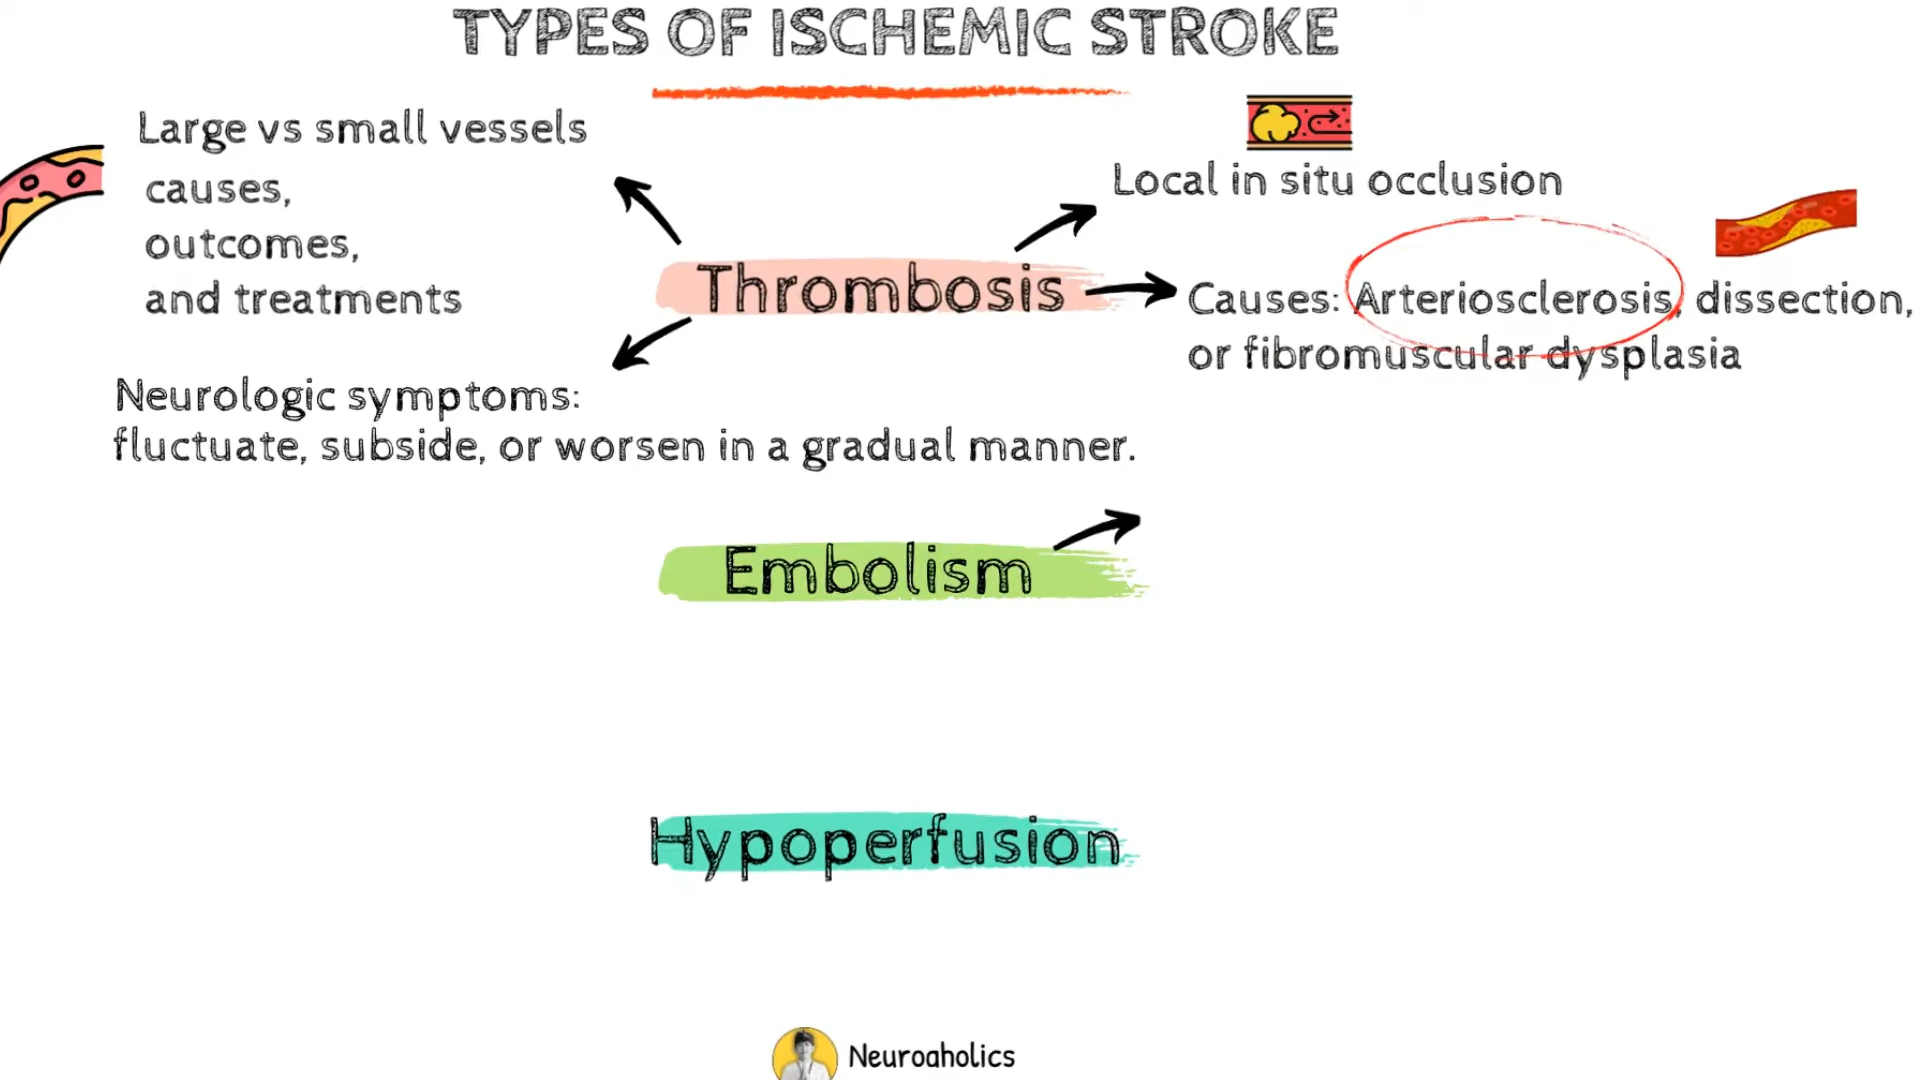 TYPES OF ISCHEMIC STROKE
Large vs small vessels
causes,
outcomes,
and treatments
Local in situ occlusion
Thrombosis
Causes: Arteriosclerosis, dissection,
or fibromuscular dysplasia
Neurologic symptoms:
fluctuate, subside, or worsen in a gradual manner.
Embolism
Hypoperfusion
Neuroaholics